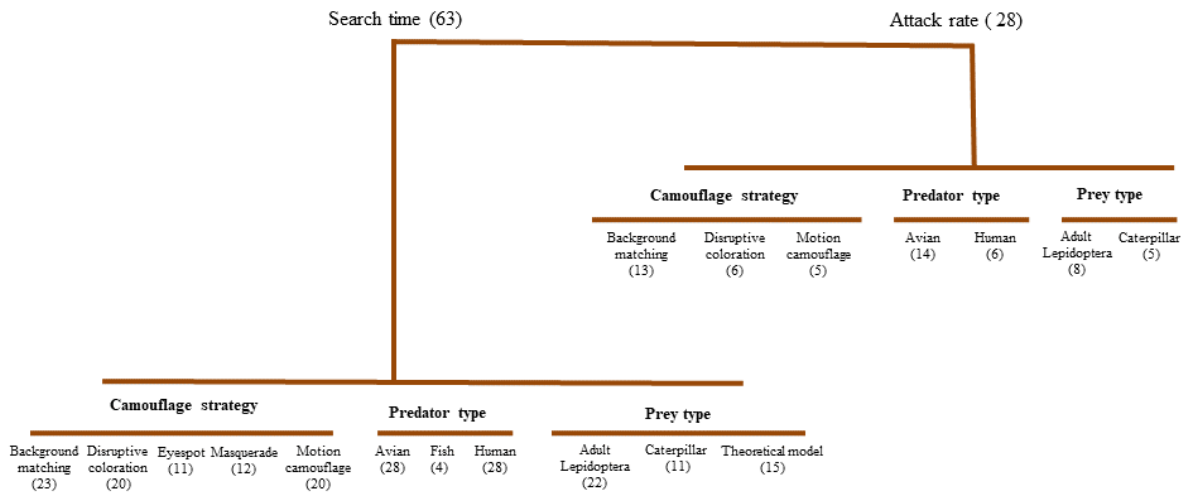 Search time (63)
Attack rate ( 28)
Camouflage strategy
Predator type
Prey type
Background
matching
(13)
Disruptive
coloration
(6)
Motion
camouflage
(5)
Avian
(14)
Human
(6)
Adult
Lepidoptera
(8)
Caterpillar
(5)
Camouflage strategy
Predator type
Prey type
Background
matching
(23)
Disruptive
coloration
(20)
Eyespot
(11)
Masquerade
(12)
Motion
camouflage
(20)
Avian
(28)
Fish
(4)
Human
(28)
Adult
Lepidoptera
(22)
Caterpillar
(11)
Theoretical model
(15)